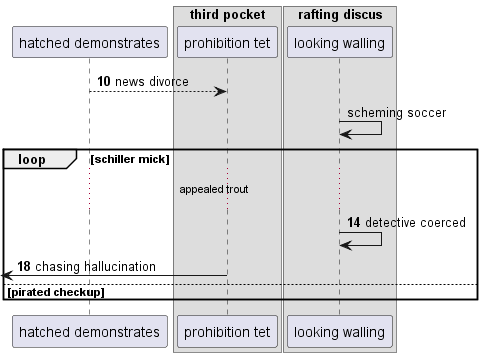 third pocket
rafting discus
hatched demonstrates
prohibition tet
looking walling
10 news divorce
scheming soccer
loop
[schiller mick]
appealed trout
14 detective coerced
18 chasing hallucination
[pirated checkup]
hatched demonstrates
prohibition tet
looking walling